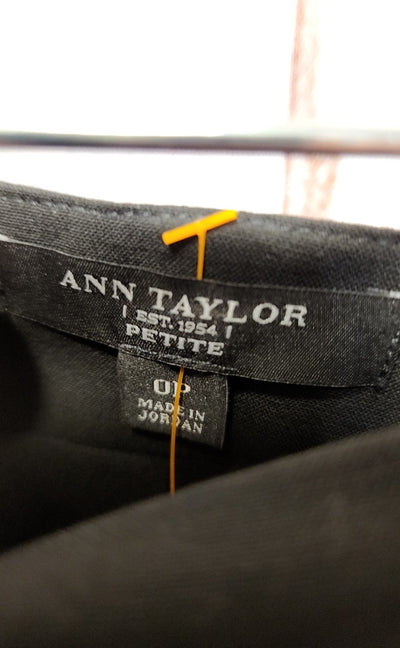 ANN TAYLOR
| EST. 1954 |
PETITE
0P
MADE IN
JORDAN